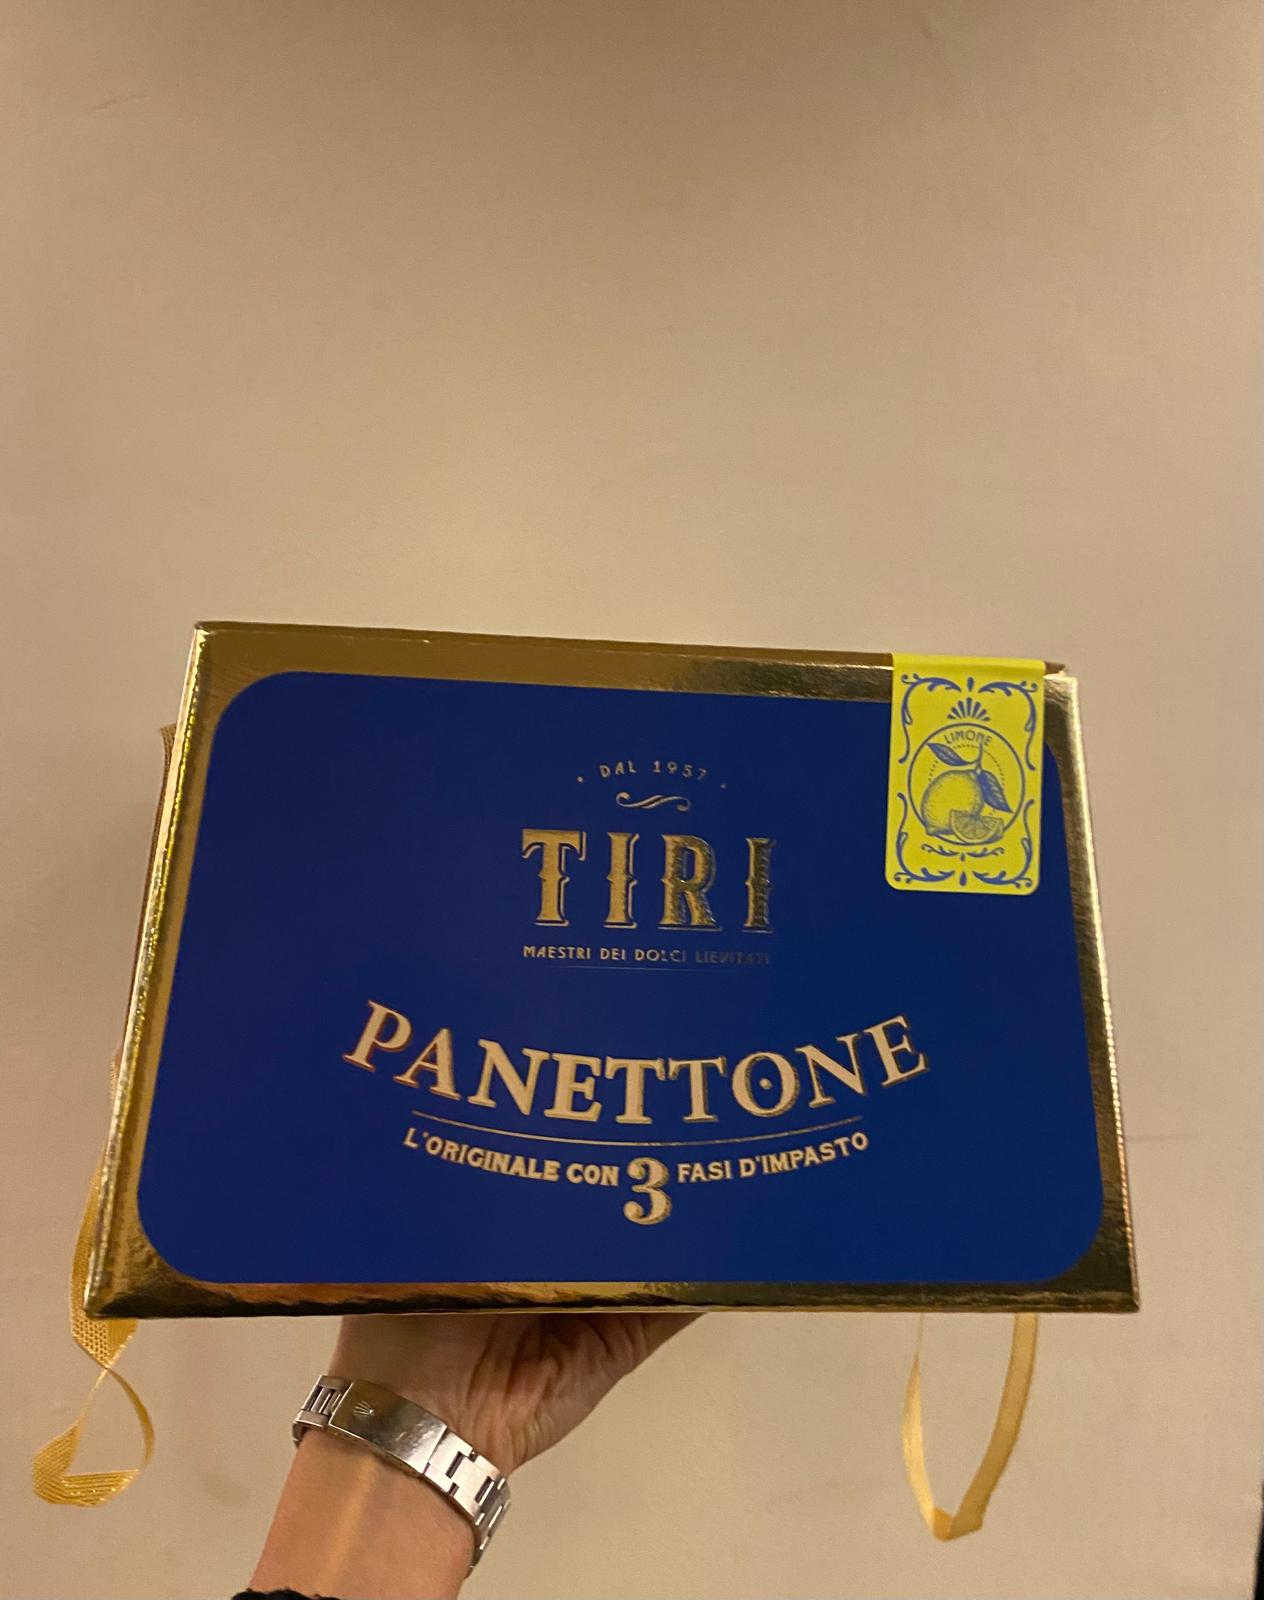 DAL 1957
LIMONE
TIRI
MAESTRI DEI DOLCI LIEVITATI
PANETTONE
L'ORIGINALE CON 3 FASI D'IMPASTO